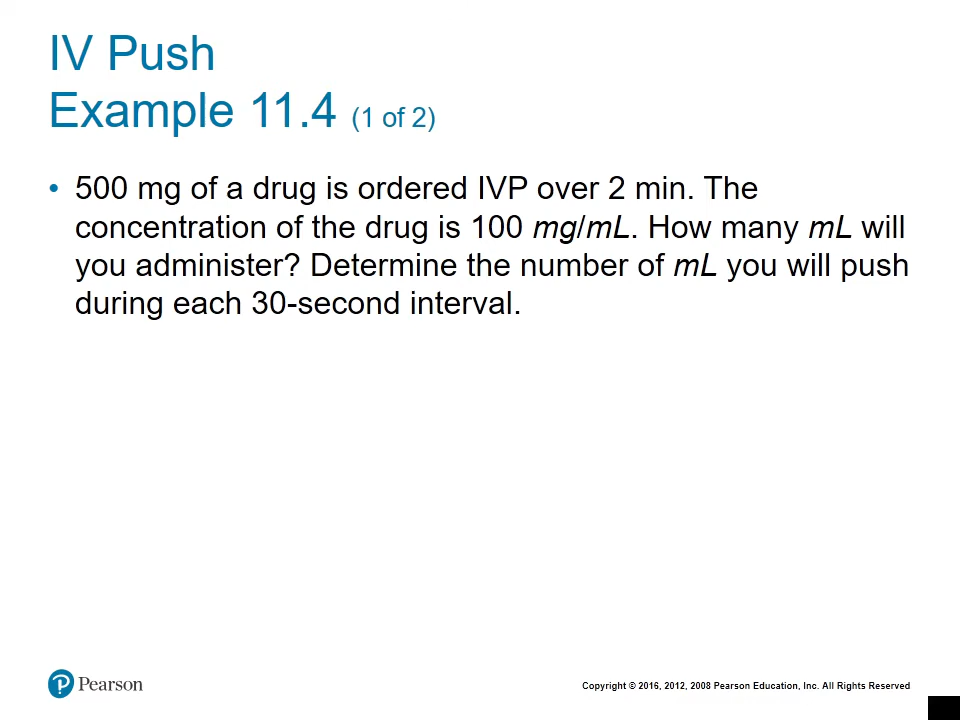 IV Push
Example 11.4 (1 of 2)
• 500 mg of a drug is ordered IVP over 2 min. The
concentration of the drug is 100 mg/mL. How many mL will
you administer? Determine the number of mL you will push
during each 30-second interval.
Pearson
Copyright © 2016, 2012, 2008 Pearson Education, Inc. All Rights Reserved